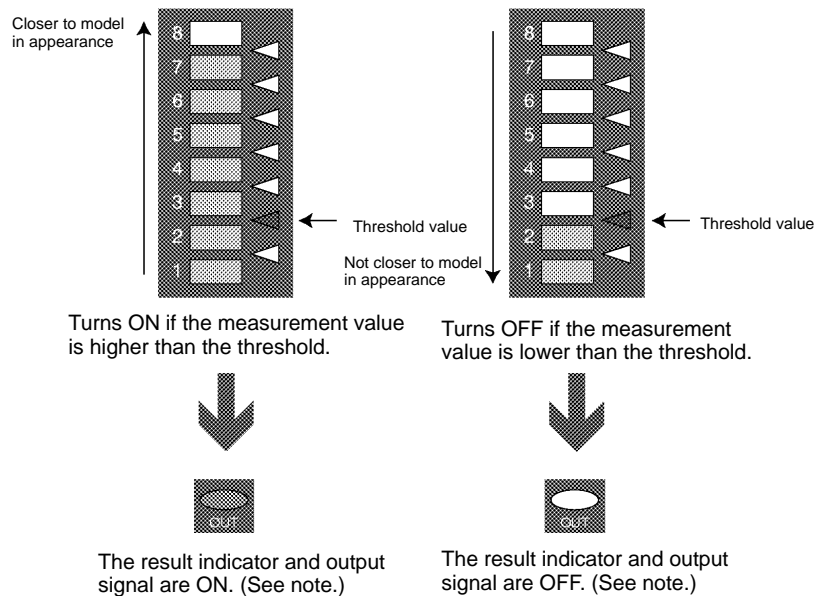 Closer to model
in appearance
8
7
6
5
4
3
2
1
Threshold value
Turns ON if the measurement value
is higher than the threshold.
OUT
The result indicator and output
signal are ON. (See note.)
8
7
6
5
4
3
2
1
Threshold value
Not closer to model
in appearance
Turns OFF if the measurement
value is lower than the threshold.
OUT
The result indicator and output
signal are OFF. (See note.)